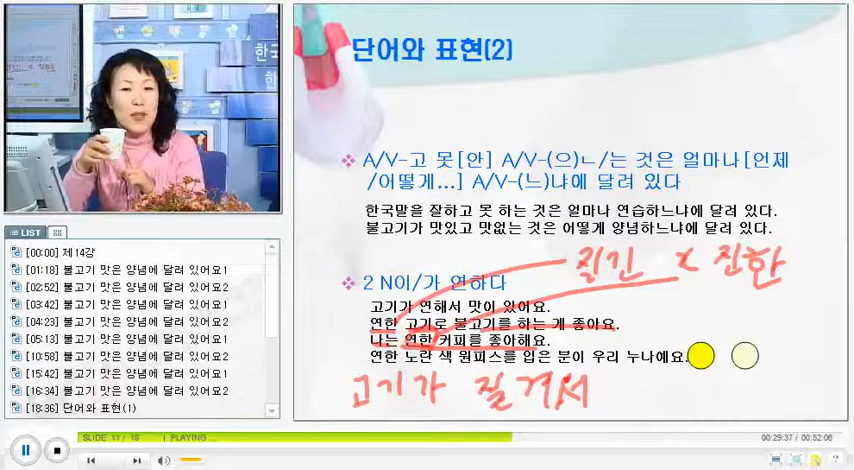 한국
단어와 표현(2)
A/V-고 못[안] A/V-(으)ㄴ/는 것은 얼마나[언제
/어떻게...] A/V-(느)냐에 달려 있다
한국말을 잘하고 못 하는 것은 얼마나 연습하느냐에 달려 있다.
불고기가 맛있고 맛없는 것은 어떻게 양념하느냐에 달려 있다.
질긴 x 진한
2 N이/가 연하다
고기가 연해서 맛이 있어요.
연한 고기로 불고기를 하는 게 좋아요.
나는 연한 커피를 좋아해요.
연한 노란 색 원피스를 입은 분이 우리 누나예요.
고기가 질겨서
LIST
[00:00] 제14강
[01:18] 불고기 맛은 양념에 달려 있어요1
[02:52] 불고기 맛은 양념에 달려 있어요2
[03:42] 불고기 맛은 양념에 달려 있어요1
[04:23] 불고기 맛은 양념에 달려 있어요2
[05:13] 불고기 맛은 양념에 달려 있어요1
[10:58] 불고기 맛은 양념에 달려 있어요2
[15:42] 불고기 맛은 양념에 달려 있어요1
[16:34] 불고기 맛은 양념에 달려 있어요2
[18:36] 단어와 표현(1)
SLIDE 11 / 18 PLAYING...
00:29:37 / 00:52:06